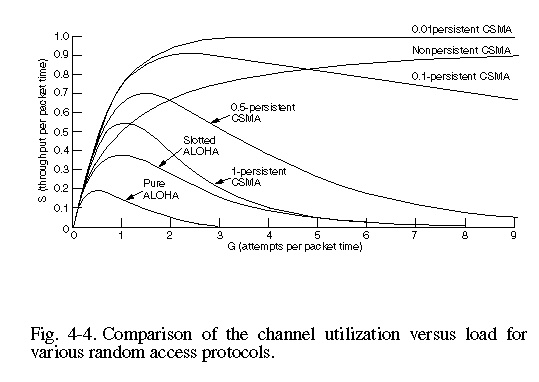 0.01persistent CSMA
Nonpersistent CSMA
0.1-persistent CSMA
0.5-persistent
CSMA
Slotted
ALOHA
1-persistent
CSMA
Pure
ALOHA
S (throughput per packet time)
1.0
0.9
0.8
0.7
0.6
0.5
0.4
0.3
0.2
0.1
0
0 1 2 3 4 5 6 7 8 9
G (attempts per packet time)
Fig. 4-4. Comparison of the channel utilization versus load for
various random access protocols.